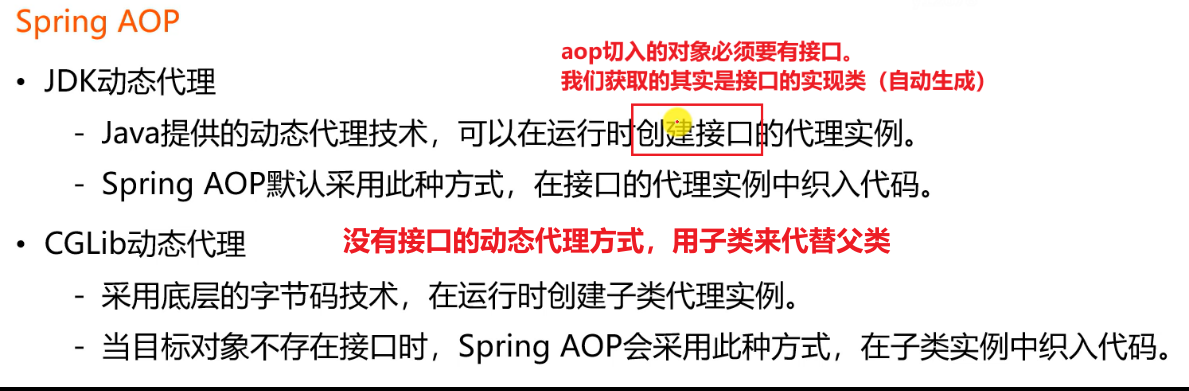 Spring AOP
aop切入的对象必须要有接口。
我们获取的其实是接口的实现类（自动生成）
• JDK动态代理
- Java提供的动态代理技术，可以在运行时创建接口的代理实例。
- Spring AOP默认采用此种方式，在接口的代理实例中织入代码。
• CGLib动态代理
没有接口的动态代理方式，用子类来代替父类
- 采用底层的字节码技术，在运行时创建子类代理实例。
- 当目标对象不存在接口时，Spring AOP会采用此种方式，在子类实例中织入代码。